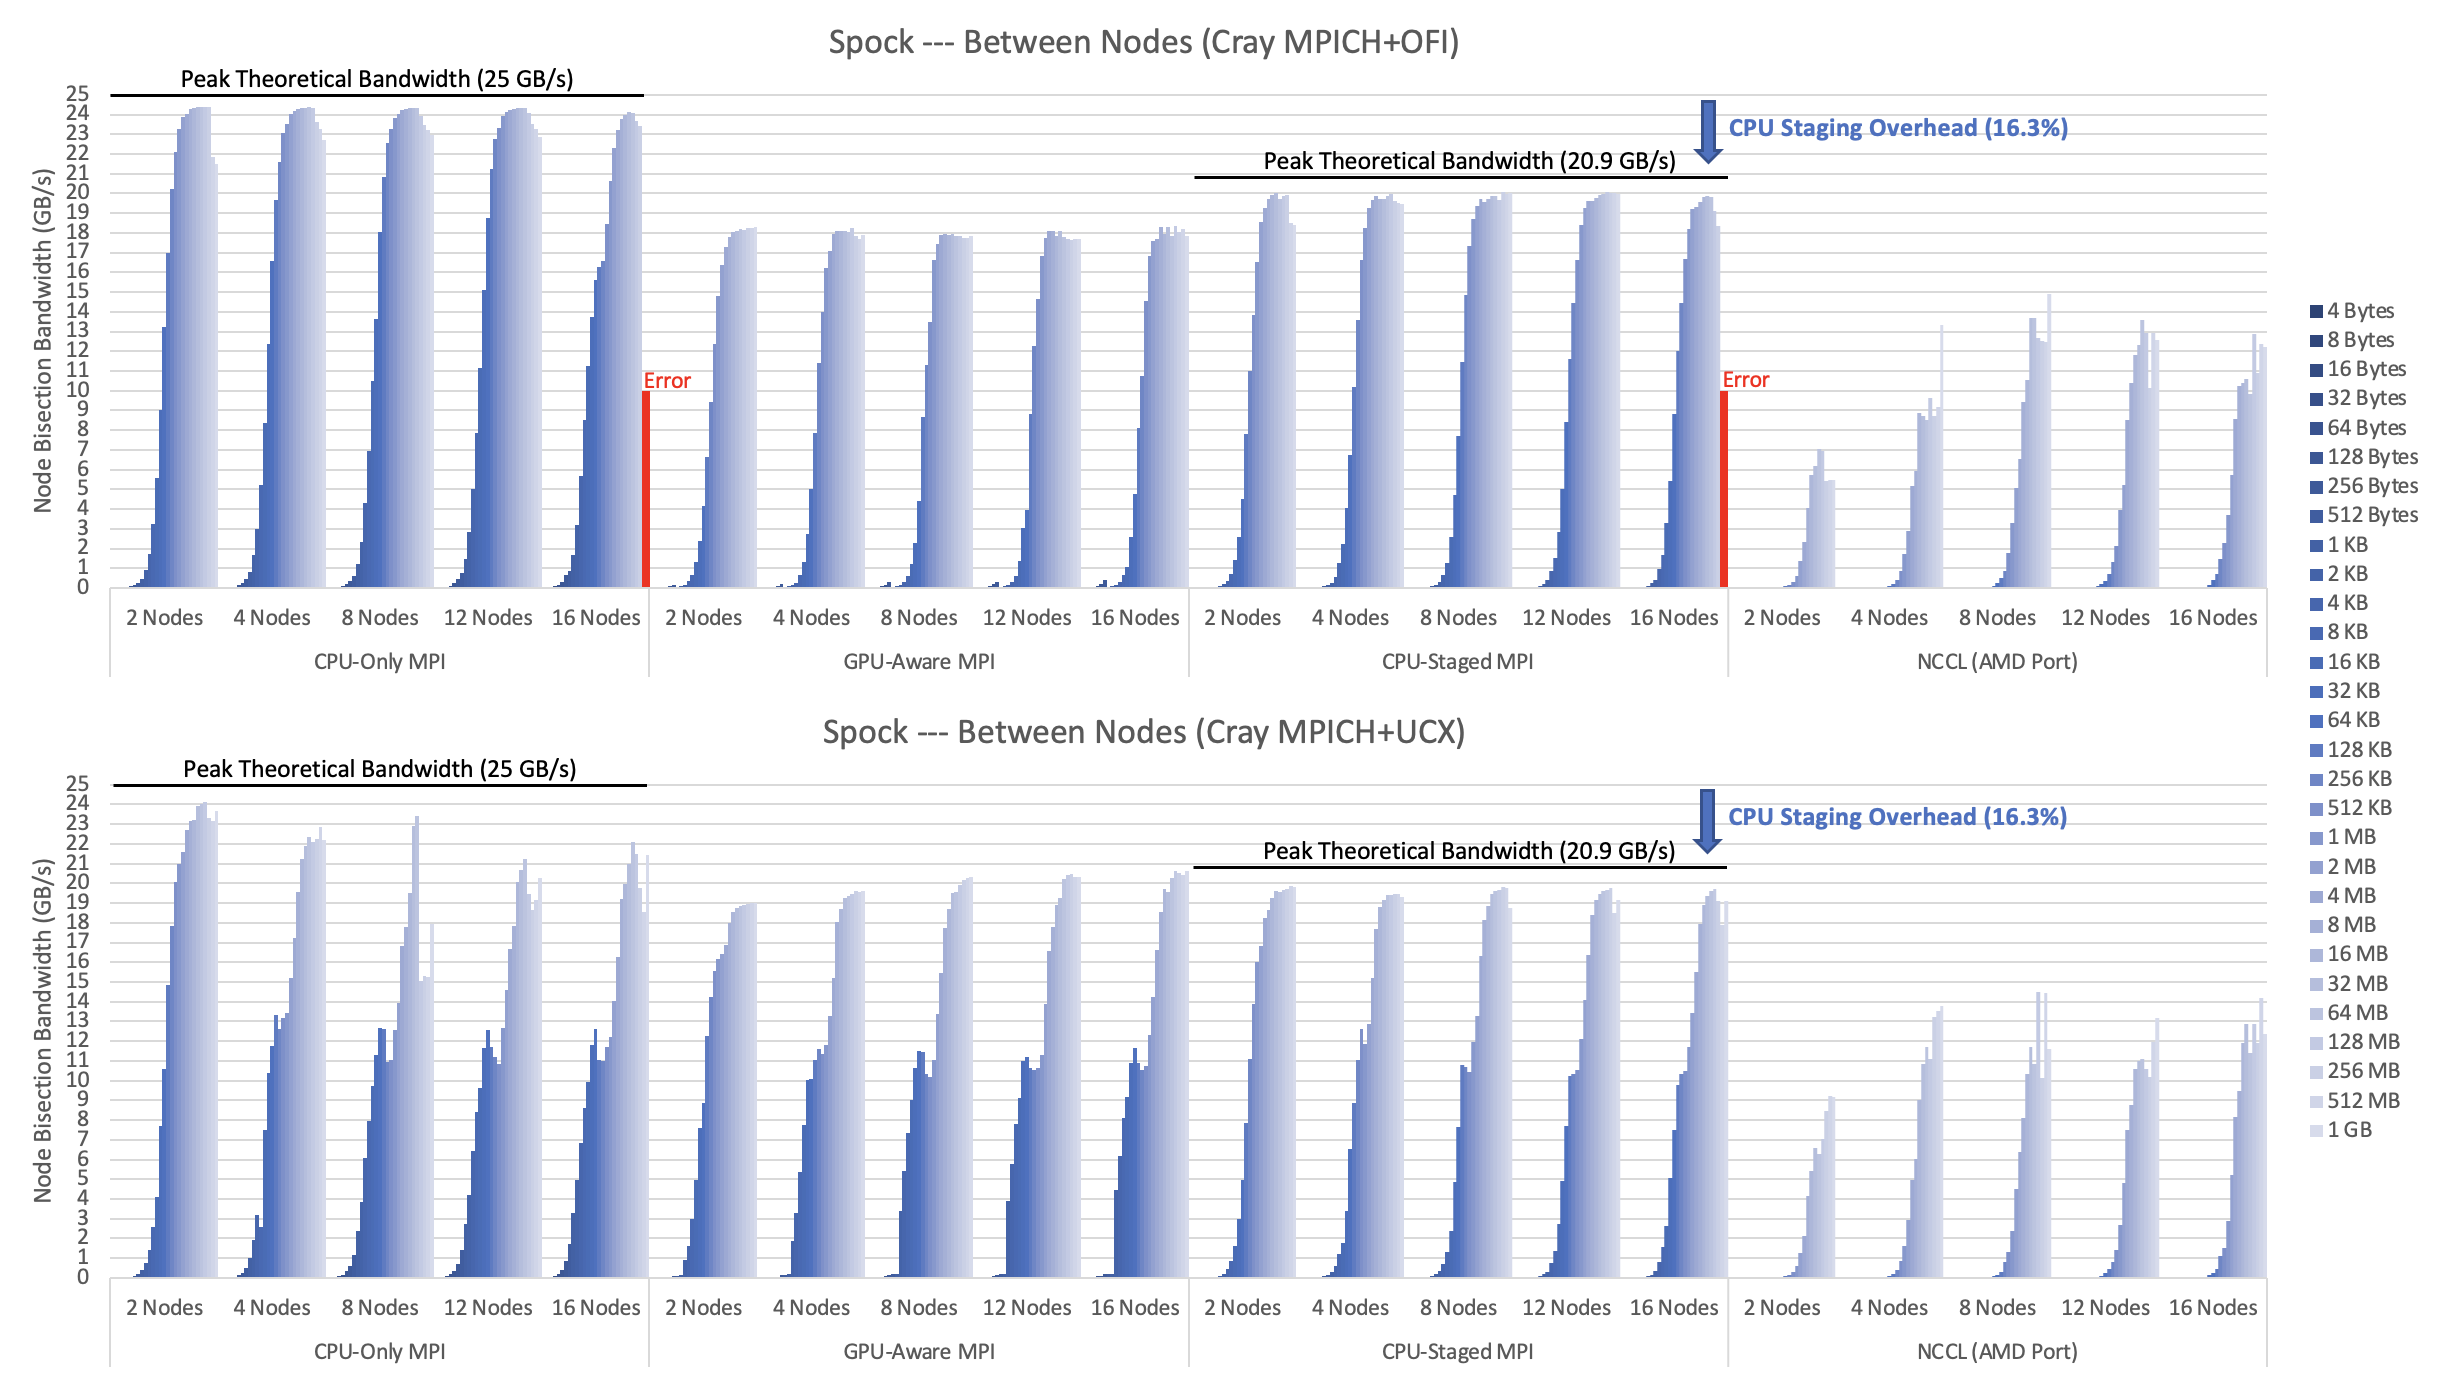 Spock --- Between Nodes (Cray MPICH+OFI)
Peak Theoretical Bandwidth (25 GB/s)
CPU Staging Overhead (16.3%)
Peak Theoretical Bandwidth (20.9 GB/s)
Node Bisection Bandwidth (GB/s)
25
24
23
22
21
20
19
18
17
16
15
14
13
12
11
10
9
8
7
6
5
4
3
2
1
0
Error
Error
2 Nodes 4 Nodes 8 Nodes 12 Nodes 16 Nodes 2 Nodes 4 Nodes 8 Nodes 12 Nodes 16 Nodes 2 Nodes 4 Nodes 8 Nodes 12 Nodes 16 Nodes 2 Nodes 4 Nodes 8 Nodes 12 Nodes 16 Nodes
CPU-Only MPI GPU-Aware MPI CPU-Staged MPI NCCL (AMD Port)
Spock --- Between Nodes (Cray MPICH+UCX)
Peak Theoretical Bandwidth (25 GB/s)
CPU Staging Overhead (16.3%)
Peak Theoretical Bandwidth (20.9 GB/s)
Node Bisection Bandwidth (GB/s)
25
24
23
22
21
20
19
18
17
16
15
14
13
12
11
10
9
8
7
6
5
4
3
2
1
0
2 Nodes 4 Nodes 8 Nodes 12 Nodes 16 Nodes 2 Nodes 4 Nodes 8 Nodes 12 Nodes 16 Nodes 2 Nodes 4 Nodes 8 Nodes 12 Nodes 16 Nodes 2 Nodes 4 Nodes 8 Nodes 12 Nodes 16 Nodes
CPU-Only MPI GPU-Aware MPI CPU-Staged MPI NCCL (AMD Port)
4 Bytes
8 Bytes
16 Bytes
32 Bytes
64 Bytes
128 Bytes
256 Bytes
512 Bytes
1 KB
2 KB
4 KB
8 KB
16 KB
32 KB
64 KB
128 KB
256 KB
512 KB
1 MB
2 MB
4 MB
8 MB
16 MB
32 MB
64 MB
128 MB
256 MB
512 MB
1 GB